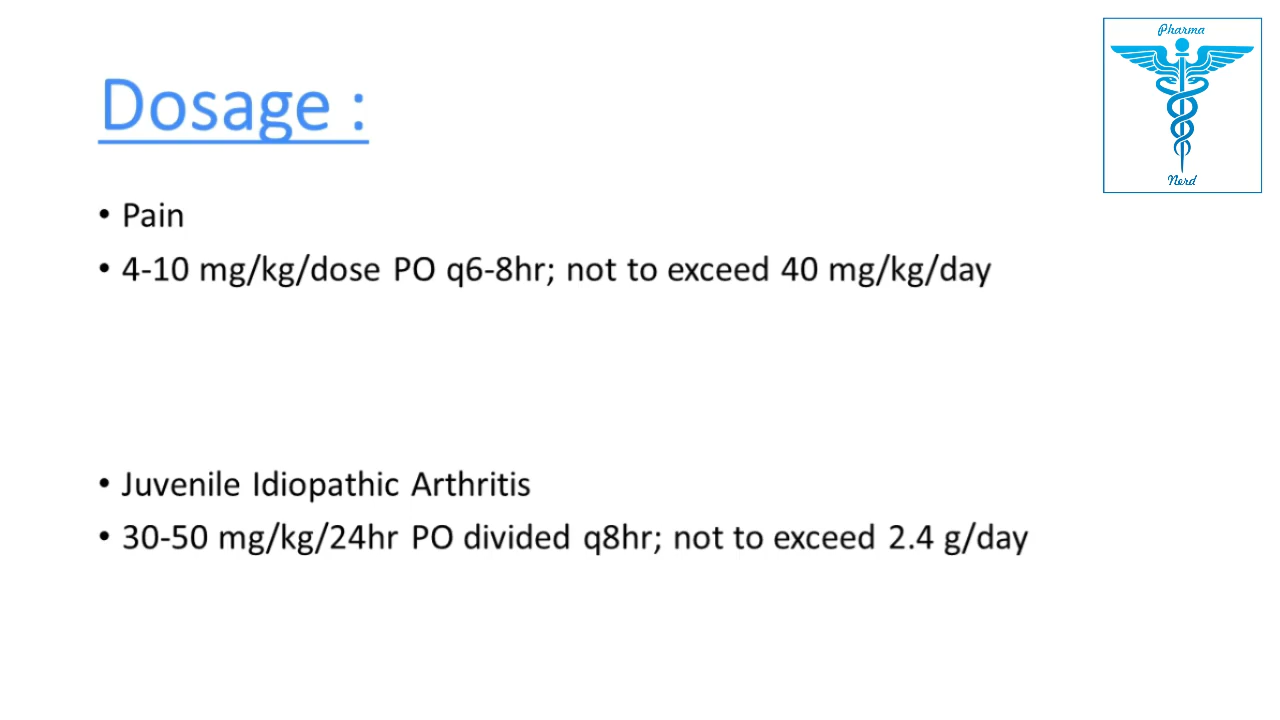 Pharma
Nerd
Dosage :
• Pain
• 4-10 mg/kg/dose PO q6-8hr; not to exceed 40 mg/kg/day
• Juvenile Idiopathic Arthritis
• 30-50 mg/kg/24hr PO divided q8hr; not to exceed 2.4 g/day